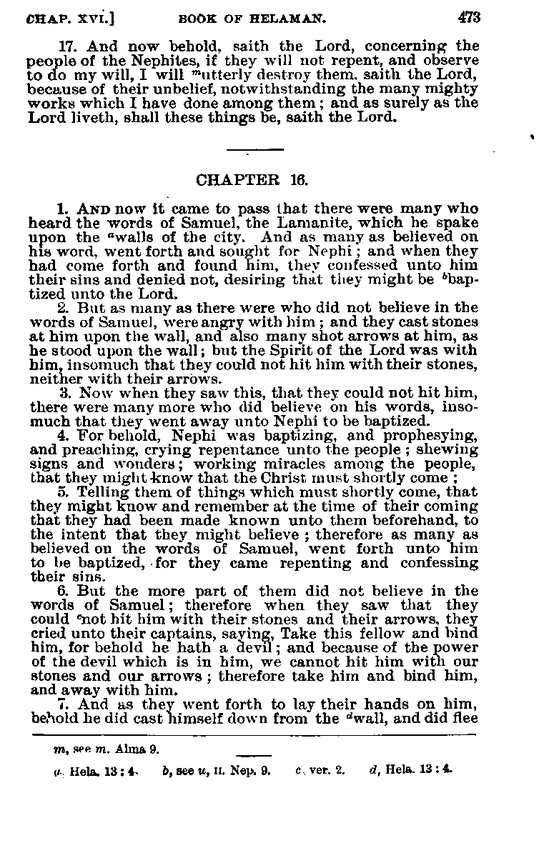 CHAP. XVI.] BOOK OF HELAMAN. 473
17. And now behold, saith the Lord, concerning the
people of the Nephites, if they will not repent, and observe
to do my will, I will ᵐutterly destroy them, saith the Lord,
because of their unbelief, notwithstanding the many mighty
works which I have done among them; and as surely as the
Lord liveth, shall these things be, saith the Lord.
CHAPTER 16.
1. AND now it came to pass that there were many who
heard the words of Samuel, the Lamanite, which he spake
upon the ᵃwalls of the city. And as many as believed on
his word, went forth and sought for Nephi; and when they
had come forth and found him, they confessed unto him
their sins and denied not, desiring that they might be ᵇbap-
tized unto the Lord.
2. But as many as there were who did not believe in the
words of Samuel, were angry with him; and they cast stones
at him upon the wall, and also many shot arrows at him, as
he stood upon the wall; but the Spirit of the Lord was with
him, insomuch that they could not hit him with their stones,
neither with their arrows.
3. Now when they saw this, that they could not hit him,
there were many more who did believe on his words, inso-
much that they went away unto Nephi to be baptized.
4. For behold, Nephi was baptizing, and prophesying,
and preaching, crying repentance unto the people; shewing
signs and wonders; working miracles among the people,
that they might know that the Christ must shortly come:
5. Telling them of things which must shortly come, that
they might know and remember at the time of their coming
that they had been made known unto them beforehand, to
the intent that they might believe; therefore as many as
believed on the words of Samuel, went forth unto him
to be baptized, for they came repenting and confessing
their sins.
6. But the more part of them did not believe in the
words of Samuel; therefore when they saw that they
could ᶜnot hit him with their stones and their arrows, they
cried unto their captains, saying, Take this fellow and bind
him, for behold he hath a devil; and because of the power
of the devil which is in him, we cannot hit him with our
stones and our arrows; therefore take him and bind him,
and away with him.
7. And as they went forth to lay their hands on him,
behold he did cast himself down from the ᵈwall, and did flee
m, see m, Alma 9.
a, Hela. 13:4. b, see u, II. Nep. 9. c, ver. 2. d, Hela. 13:4.